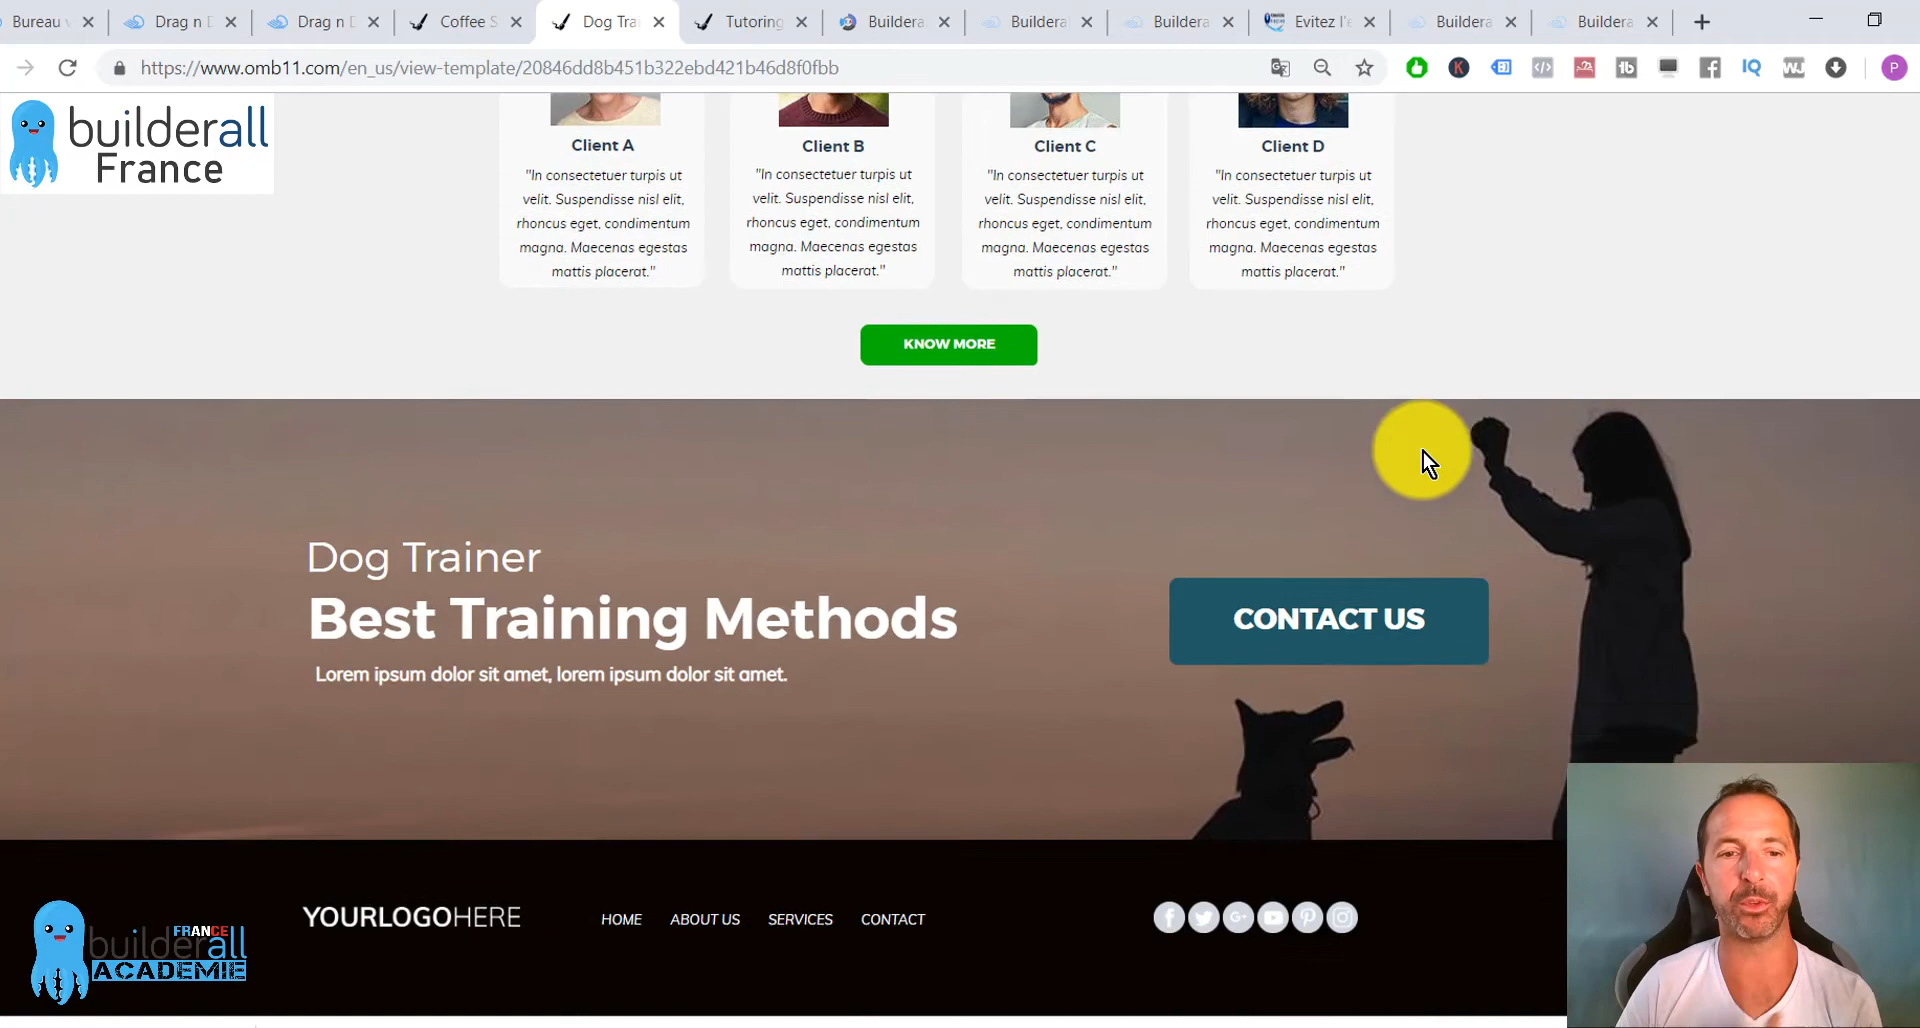 Bureau v
Drag n D
Drag n D
Coffee S
Dog Trai
Tutoring
Buildera
Buildera
Buildera
Evitez l'e
Buildera
Buildera
https://www.omb11.com/en_us/view-template/20846dd8b451b322ebd421b46d8f0fbb
P
builderall
France
Client A
"In consectetuer turpis ut
velit. Suspendisse nisl elit,
rhoncus eget, condimentum
magna. Maecenas egestas
mattis placerat."
Client B
"In consectetuer turpis ut
velit. Suspendisse nisl elit,
rhoncus eget, condimentum
magna. Maecenas egestas
mattis placerat."
Client C
"In consectetuer turpis ut
velit. Suspendisse nisl elit,
rhoncus eget, condimentum
magna. Maecenas egestas
mattis placerat."
Client D
"In consectetuer turpis ut
velit. Suspendisse nisl elit,
rhoncus eget, condimentum
magna. Maecenas egestas
mattis placerat."
KNOW MORE
Dog Trainer
Best Training Methods
Lorem ipsum dolor sit amet, lorem ipsum dolor sit amet.
CONTACT US
YOURLOGOHERE
HOME
ABOUT US
SERVICES
CONTACT
FRANCE
builderall
ACADEMIE